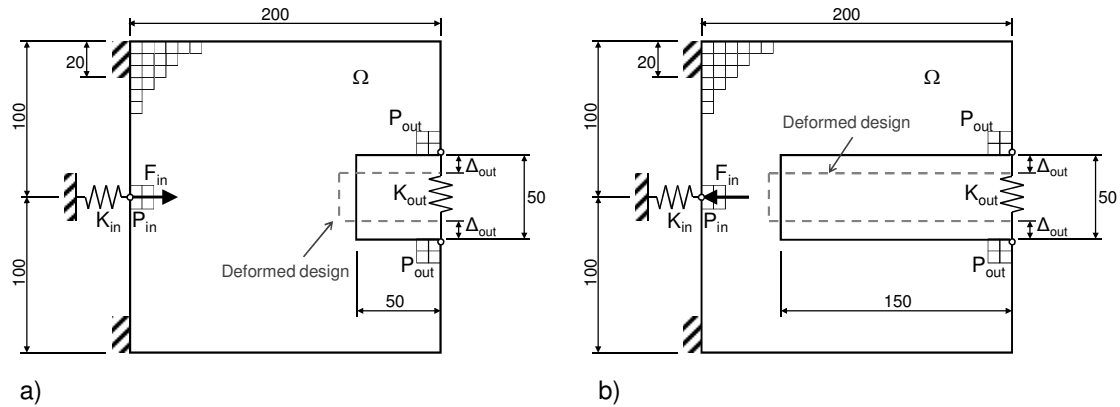 200
20
100
100
Ω
P_out
Δ_out
K_out
50
Δ_out
P_out
F_in
K_in
P_in
Deformed design
50
a)
200
20
100
100
Ω
Deformed design
P_out
Δ_out
K_out
50
Δ_out
P_out
F_in
K_in
P_in
150
b)